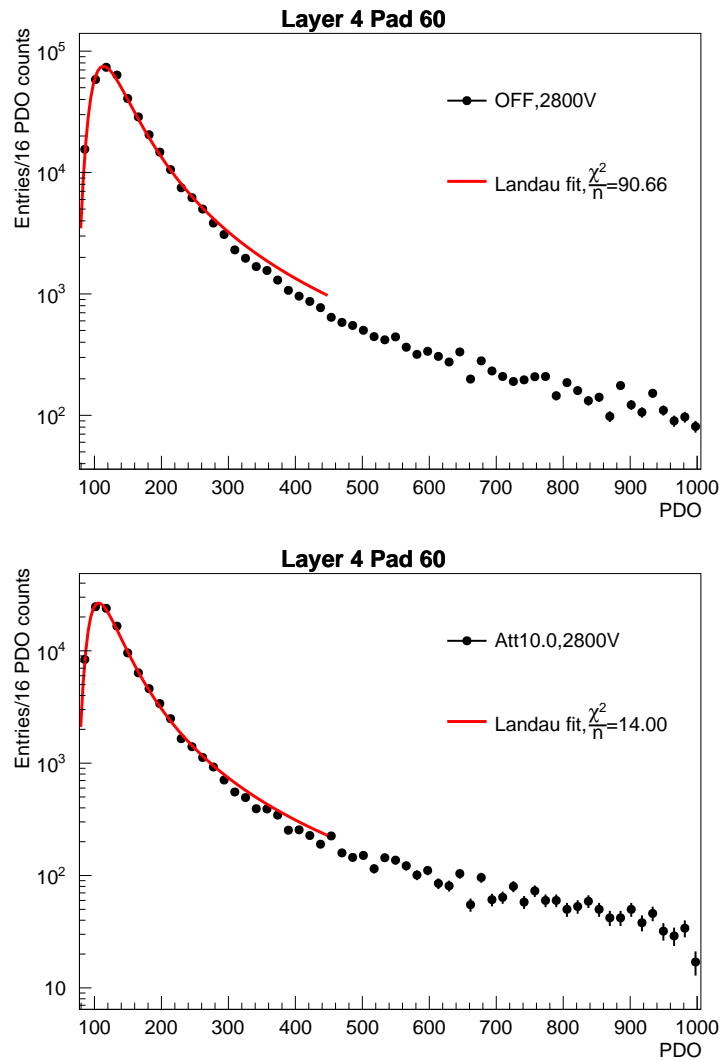 Layer 4 Pad 60
Entries/16 PDO counts
10^5
10^4
10^3
10^2
OFF,2800V
Landau fit, χ^2/n=90.66
100 200 300 400 500 600 700 800 900 1000
PDO
Layer 4 Pad 60
Entries/16 PDO counts
10^4
10^3
10^2
10
Att10.0,2800V
Landau fit, χ^2/n=14.00
100 200 300 400 500 600 700 800 900 1000
PDO